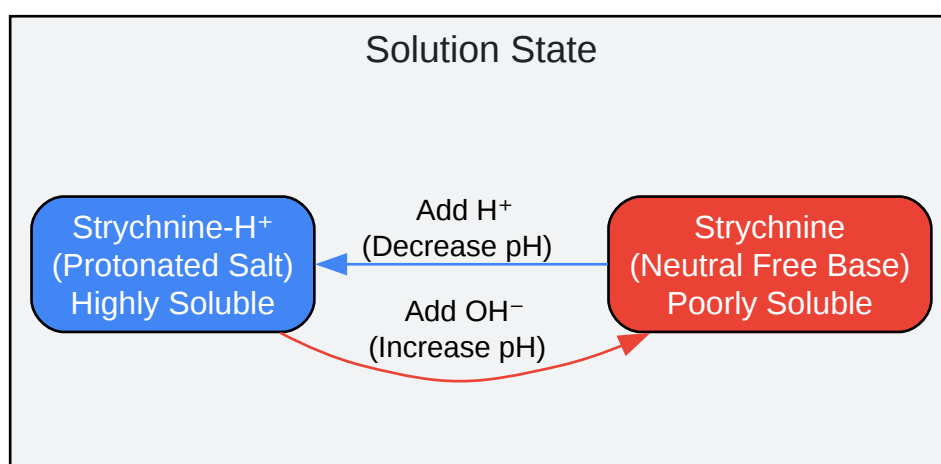 Solution State
Strychnine-H⁺
(Protonated Salt)
Highly Soluble
Add H⁺
(Decrease pH)
Add OH⁻
(Increase pH)
Strychnine
(Neutral Free Base)
Poorly Soluble